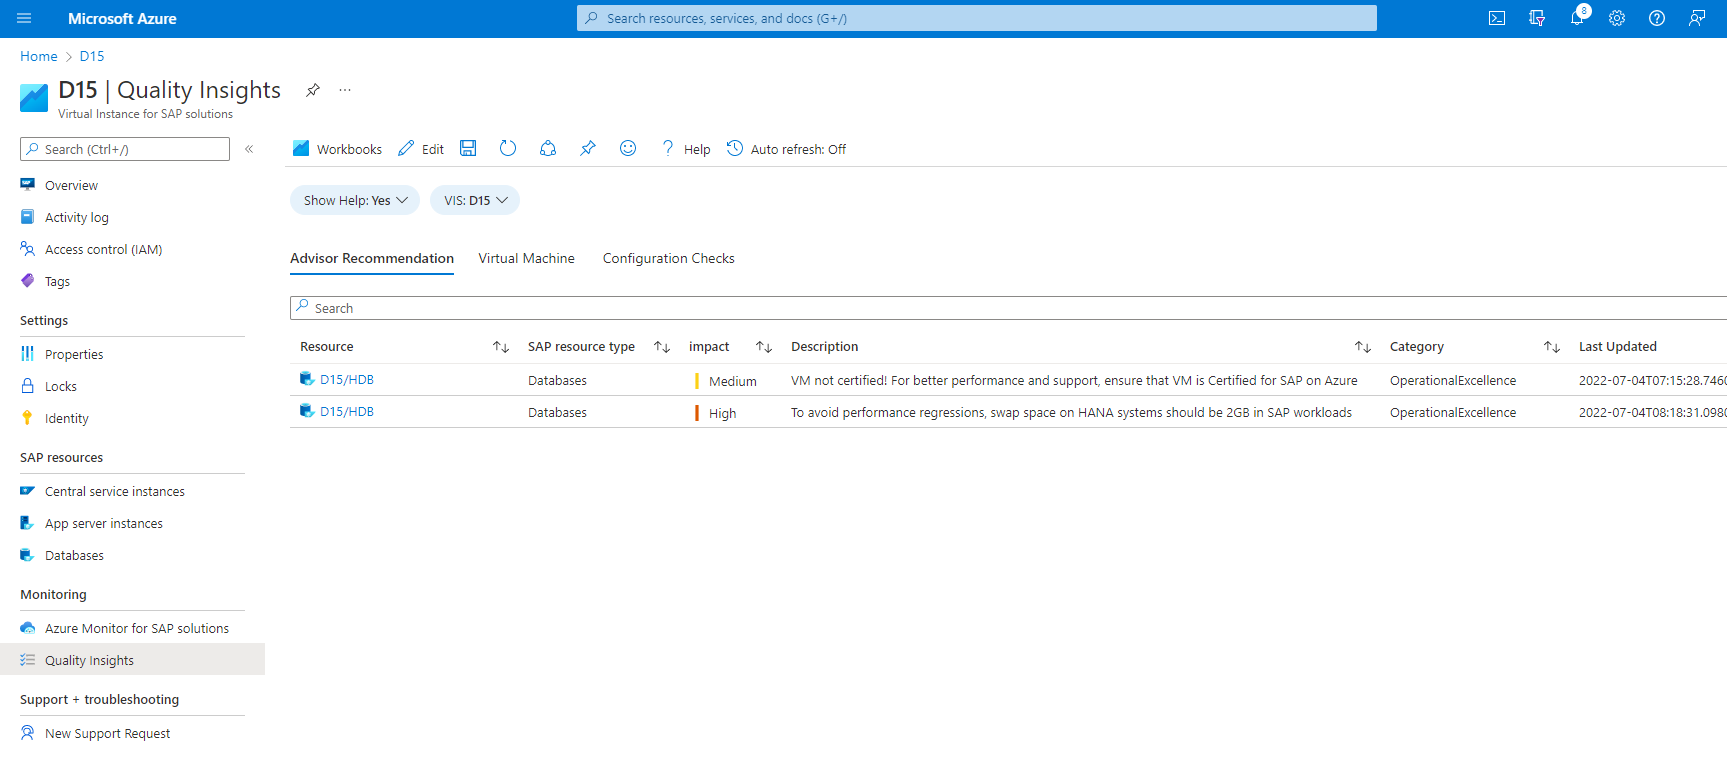 Microsoft Azure
Search resources, services, and docs (G+/)
8
Home > D15
D15 | Quality Insights
Virtual Instance for SAP solutions
Search (Ctrl+/)
Overview
Activity log
Access control (IAM)
Tags
Settings
Properties
Locks
Identity
SAP resources
Central service instances
App server instances
Databases
Monitoring
Azure Monitor for SAP solutions
Quality Insights
Support + troubleshooting
New Support Request
Workbooks Edit Help Auto refresh: Off
Show Help: Yes VIS: D15
Advisor Recommendation Virtual Machine Configuration Checks
Search
Resource SAP resource type impact Description Category Last Updated
D15/HDB Databases Medium VM not certified! For better performance and support, ensure that VM is Certified for SAP on Azure OperationalExcellence 2022-07-04T07:15:28.7460
D15/HDB Databases High To avoid performance regressions, swap space on HANA systems should be 2GB in SAP workloads OperationalExcellence 2022-07-04T08:18:31.0980